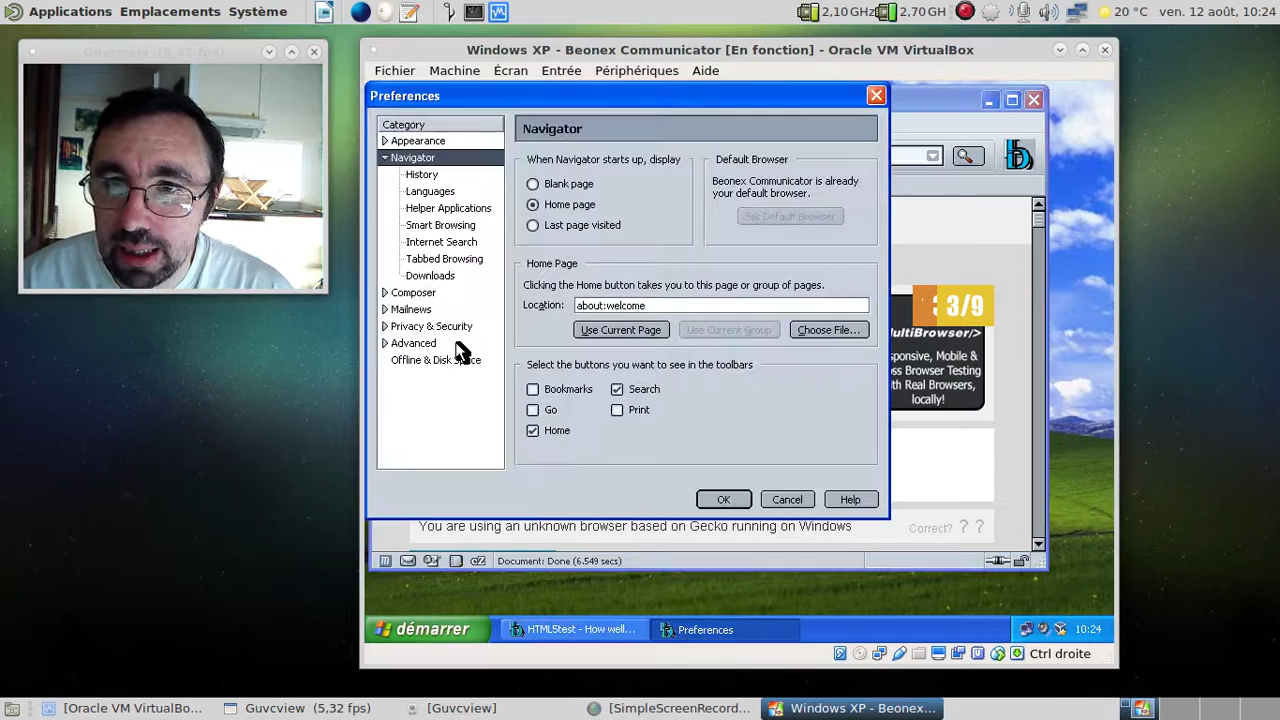 Applications Emplacements Système
2,10 GHz 2,70 GH 20 °C ven. 12 août, 10:24
Guvcview (5,32 fps)
Windows XP - Beonex Communicator [En fonction] - Oracle VM VirtualBox
Fichier Machine Écran Entrée Périphériques Aide
Preferences
Category
Appearance
Navigator
History
Languages
Helper Applications
Smart Browsing
Internet Search
Tabbed Browsing
Downloads
Composer
Mailnews
Privacy & Security
Advanced
Offline & Disk Space
Navigator
When Navigator starts up, display
Blank page
Home page
Last page visited
Default Browser
Beonex Communicator is already
your default browser.
Set Default Browser
Home Page
Clicking the Home button takes you to this page or group of pages.
Location: about:welcome
Use Current Page Use Current Group Choose File...
Select the buttons you want to see in the toolbars
Bookmarks Search
Go Print
Home
OK Cancel Help
3/9
MultiBrowser/>
Mobile &
Browser Testing
with Real Browsers,
locally!
You are using an unknown browser based on Gecko running on Windows
Correct? ? ?
Document: Done (6.549 secs)
démarrer HTML5test - How well... Preferences 10:24
Ctrl droite
[Oracle VM VirtualBo... Guvcview (5,32 fps) [Guvcview] [SimpleScreenRecord... Windows XP - Beonex...